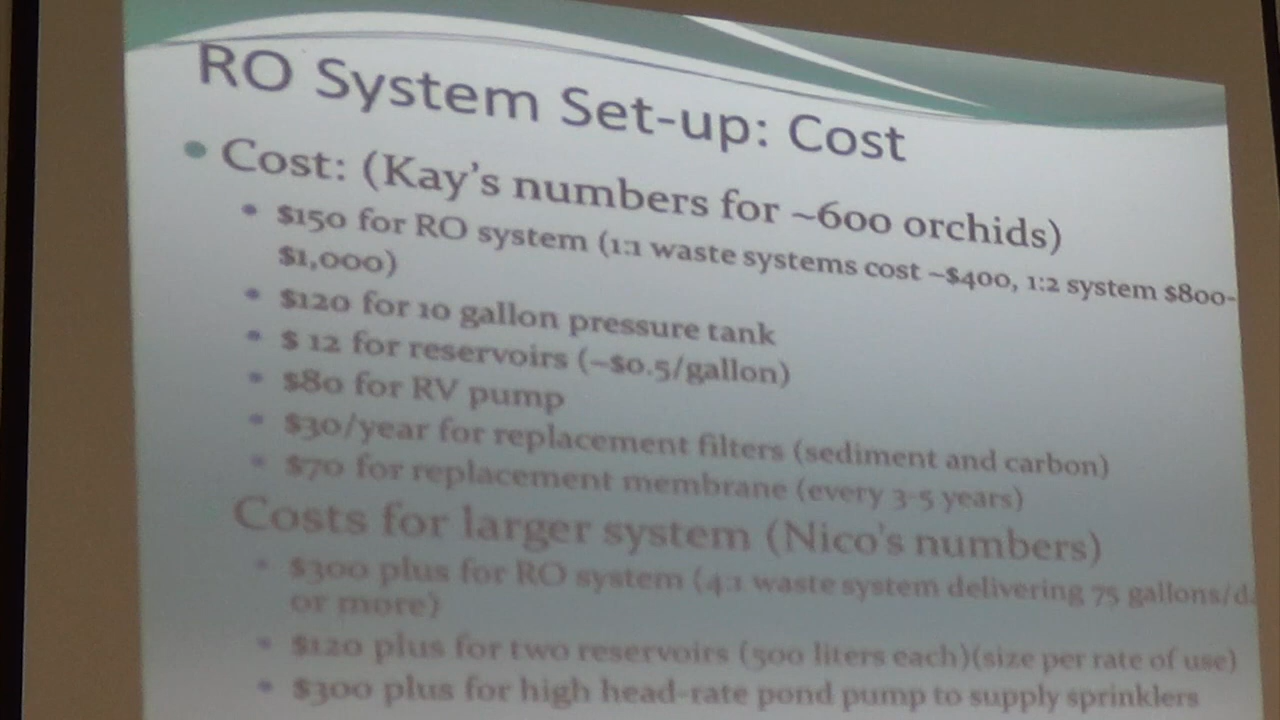 RO System Set-up: Cost
• Cost: (Kay's numbers for ~600 orchids)
• $150 for RO system (1:1 waste systems cost ~$400, 1:2 system $800-
$1,000)
• $120 for 10 gallon pressure tank
• $ 12 for reservoirs (~$0.5/gallon)
• $80 for RV pump
• $30/year for replacement filters (sediment and carbon)
• $70 for replacement membrane (every 3-5 years)
Costs for larger system (Nico's numbers)
• $300 plus for RO system (4:1 waste system delivering 75 gallons/d
or more)
• $120 plus for two reservoirs (500 liters each)(size per rate of use)
• $300 plus for high head-rate pond pump to supply sprinklers